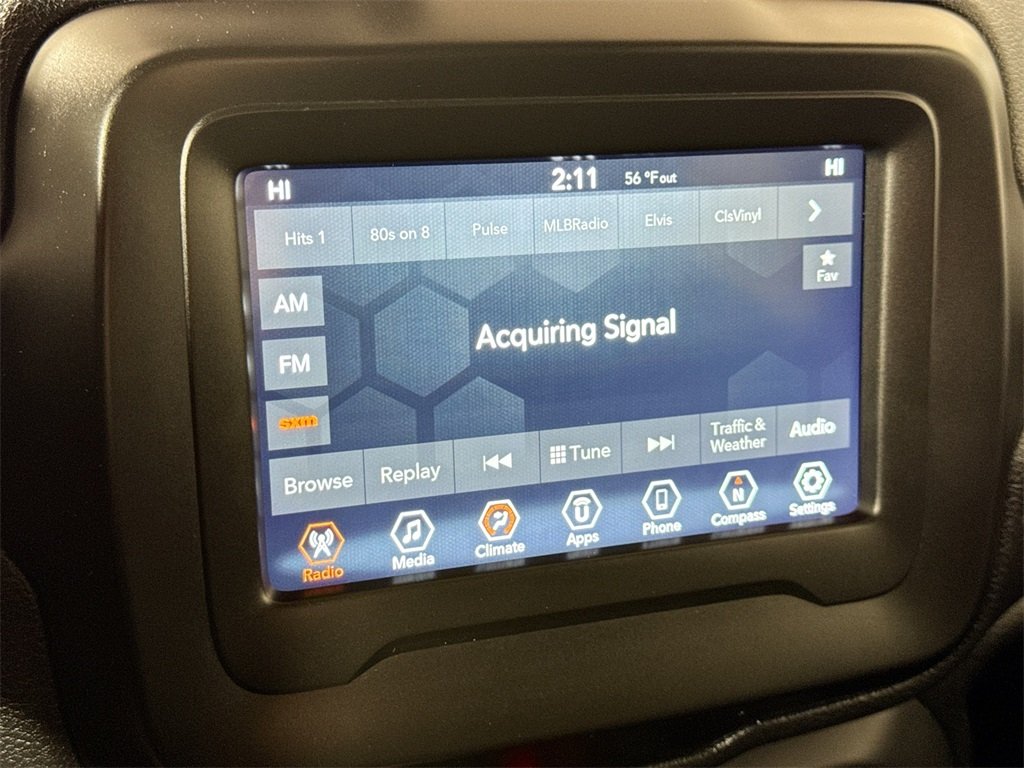 HI 2:11 56 °F out HI
Hits 1 80s on 8 Pulse MLBRadio Elvis ClsVinyl
Fav
AM
Acquiring Signal
FM
sxm
Browse Replay Tune Traffic &
Weather Audio
Radio Media Climate Apps Phone N Compass Settings